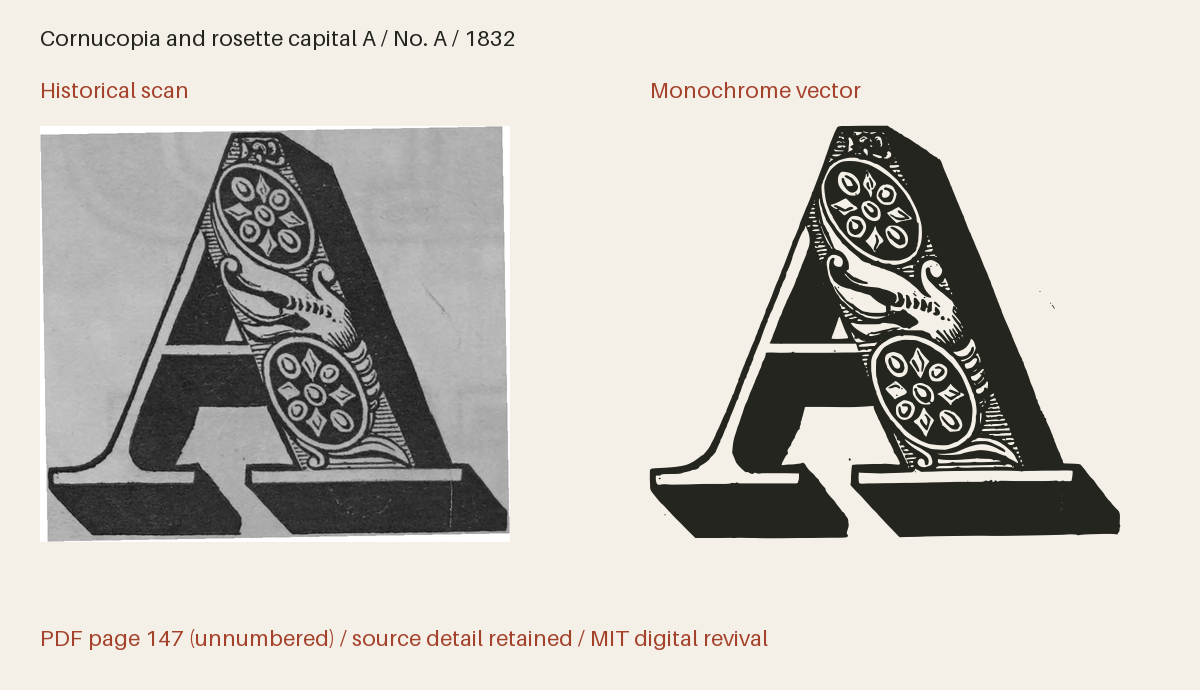 Cornucopia and rosette capital A / No. A / 1832
Historical scan
Monochrome vector
A
A
PDF page 147 (unnumbered) / source detail retained / MIT digital revival